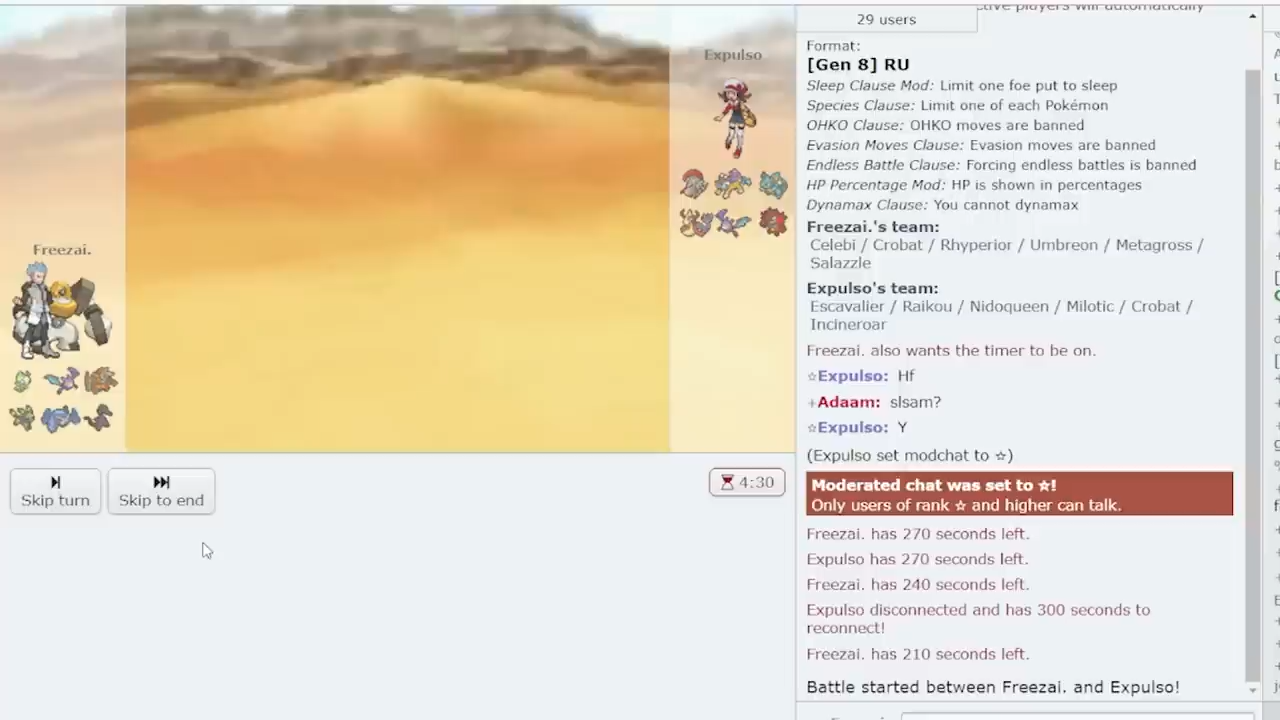 ctive players will automatically
29 users
Expulso
Freezai.
Skip turn
Skip to end
4:30
Format:
[Gen 8] RU
Sleep Clause Mod: Limit one foe put to sleep
Species Clause: Limit one of each Pokémon
OHKO Clause: OHKO moves are banned
Evasion Moves Clause: Evasion moves are banned
Endless Battle Clause: Forcing endless battles is banned
HP Percentage Mod: HP is shown in percentages
Dynamax Clause: You cannot dynamax
Freezai.'s team:
Celebi / Crobat / Rhyperior / Umbreon / Metagross /
Salazzle
Expulso's team:
Escavalier / Raikou / Nidoqueen / Milotic / Crobat /
Incineroar
Freezai. also wants the timer to be on.
☆Expulso: Hf
+Adaam: slsam?
☆Expulso: Y
(Expulso set modchat to ☆)
Moderated chat was set to ☆!
Only users of rank ☆ and higher can talk.
Freezai. has 270 seconds left.
Expulso has 270 seconds left.
Freezai. has 240 seconds left.
Expulso disconnected and has 300 seconds to
reconnect!
Freezai. has 210 seconds left.
Battle started between Freezai. and Expulso!